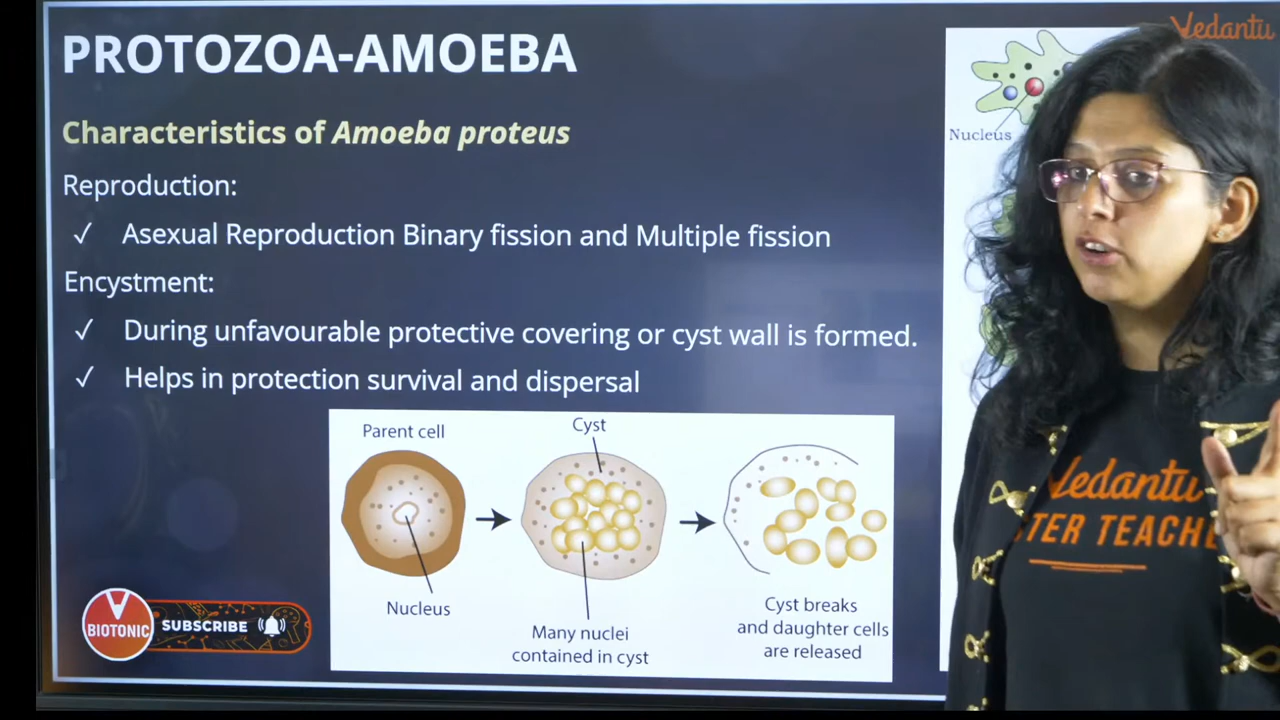 Vedantu
PROTOZOA-AMOEBA
Characteristics of Amoeba proteus
Reproduction:
✓ Asexual Reproduction Binary fission and Multiple fission
Encystment:
✓ During unfavourable protective covering or cyst wall is formed.
✓ Helps in protection survival and dispersal
Nucleus
Parent cell
Cyst
Nucleus
Many nuclei
contained in cyst
Cyst breaks
and daughter cells
are released
BIOTONIC
SUBSCRIBE
Vedantu
TEACHE